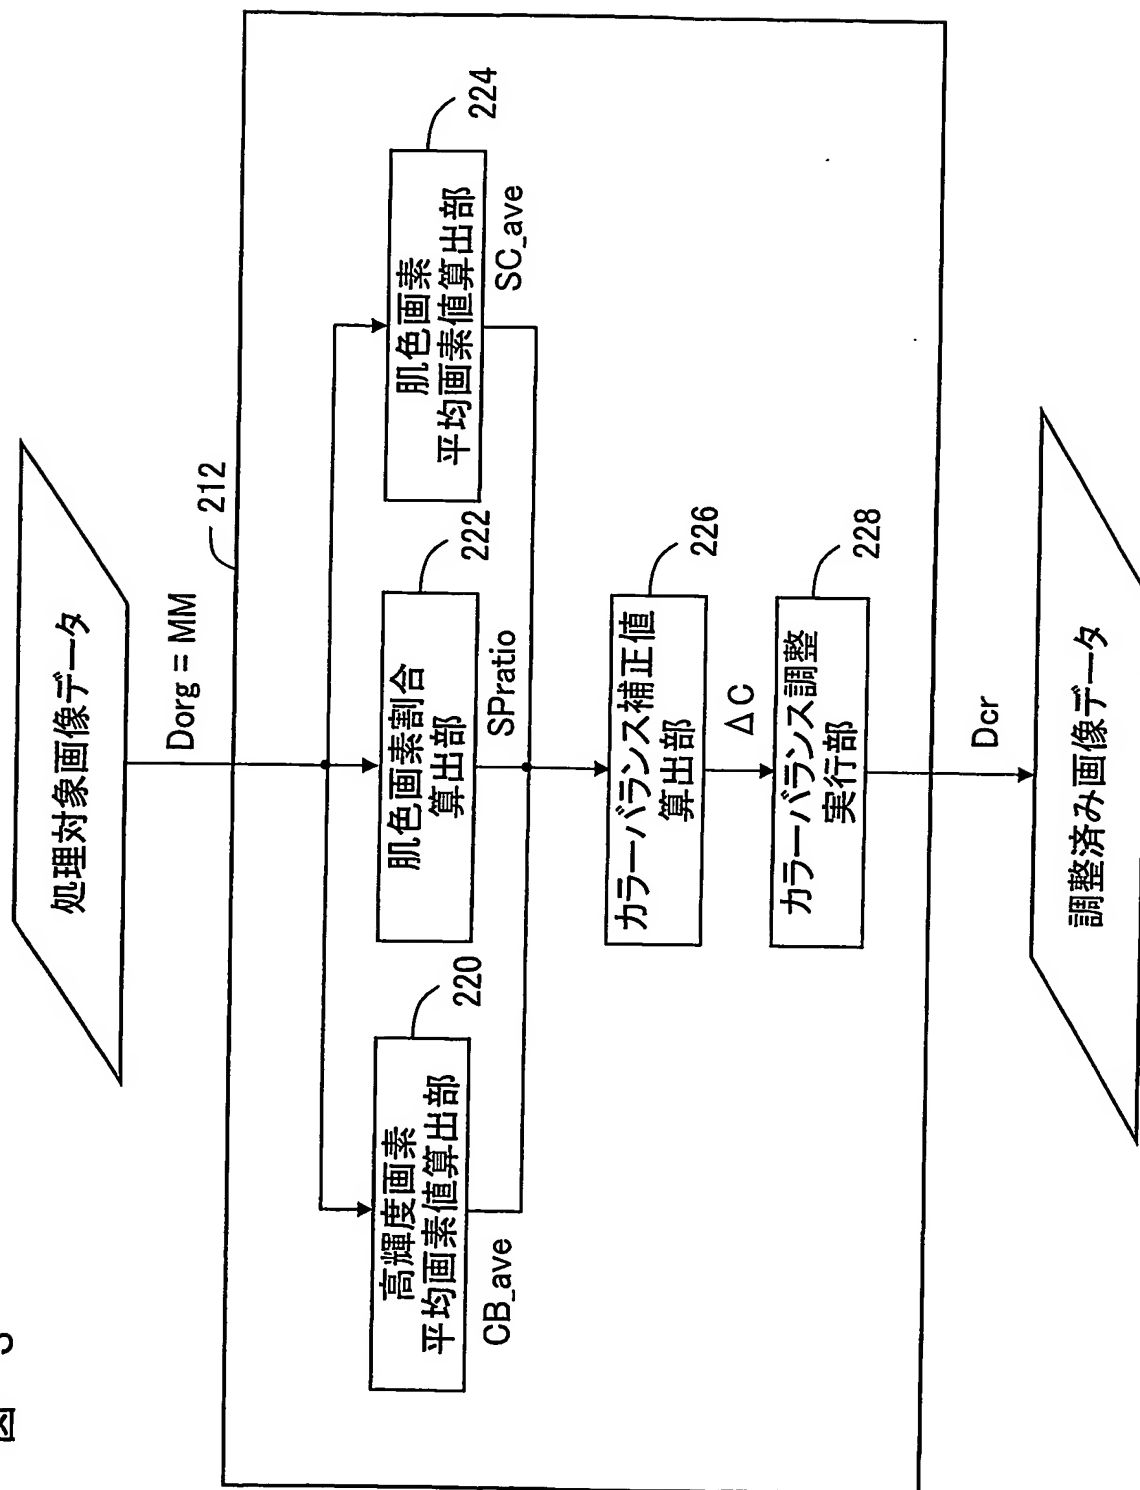 処理対象画像データ
Dorg = MM
212
高輝度画素
平均画素値算出部
220
CB_ave
肌色画素割合
算出部
222
SPratio
肌色画素
平均画素値算出部
224
SC_ave
カラーバランス補正値
算出部
226
ΔC
カラーバランス調整
実行部
228
Dcr
調整済み画像データ